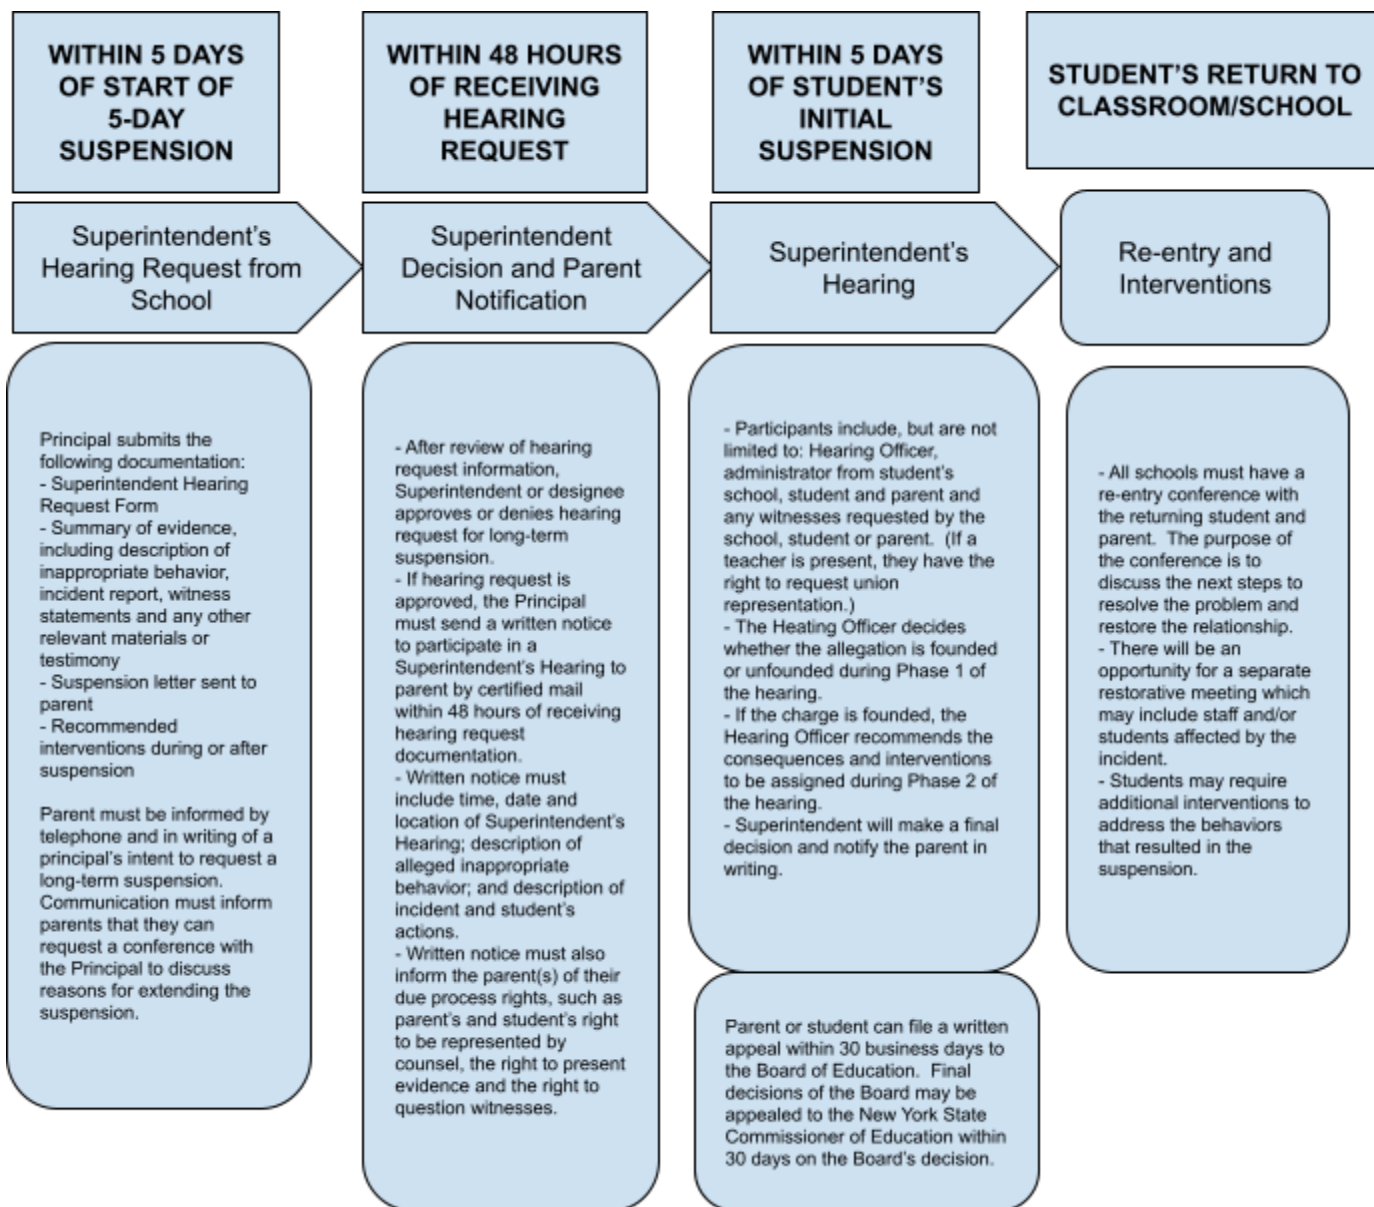 WITHIN 5 DAYS
OF START OF
5-DAY
SUSPENSION
WITHIN 48 HOURS
OF RECEIVING
HEARING
REQUEST
WITHIN 5 DAYS
OF STUDENT'S
INITIAL
SUSPENSION
STUDENT'S RETURN TO
CLASSROOM/SCHOOL
Superintendent's
Hearing Request from
School
Superintendent
Decision and Parent
Notification
Superintendent's
Hearing
Re-entry and
Interventions
Principal submits the
following documentation:
- Superintendent Hearing
Request Form
- Summary of evidence,
including description of
inappropriate behavior,
incident report, witness
statements and any other
relevant materials or
testimony
- Suspension letter sent to
parent
- Recommended
interventions during or after
suspension
Parent must be informed by
telephone and in writing of a
principal's intent to request a
long-term suspension.
Communication must inform
parents that they can
request a conference with
the Principal to discuss
reasons for extending the
suspension.
- After review of hearing
request information,
Superintendent or designee
approves or denies hearing
request for long-term
suspension.
- If hearing request is
approved, the Principal
must send a written notice
to participate in a
Superintendent's Hearing to
parent by certified mail
within 48 hours of receiving
hearing request
documentation.
- Written notice must
include time, date and
location of Superintendent's
Hearing; description of
alleged inappropriate
behavior; and description of
incident and student's
actions.
- Written notice must also
inform the parent(s) of their
due process rights, such as
parent's and student's right
to be represented by
counsel, the right to present
evidence and the right to
question witnesses.
- Participants include, but are not
limited to: Hearing Officer,
administrator from student's
school, student and parent and
any witnesses requested by the
school, student or parent.  (If a
teacher is present, they have the
right to request union
representation.)
- The Heating Officer decides
whether the allegation is founded
or unfounded during Phase 1 of
the hearing.
- If the charge is founded, the
Hearing Officer recommends the
consequences and interventions
to be assigned during Phase 2 of
the hearing.
- Superintendent will make a final
decision and notify the parent in
writing.
Parent or student can file a written
appeal within 30 business days to
the Board of Education.  Final
decisions of the Board may be
appealed to the New York State
Commissioner of Education within
30 days on the Board's decision.
- All schools must have a
re-entry conference with
the returning student and
parent.  The purpose of
the conference is to
discuss the next steps to
resolve the problem and
restore the relationship.
- There will be an
opportunity for a separate
restorative meeting which
may include staff and/or
students affected by the
incident.
- Students may require
additional interventions to
address the behaviors
that resulted in the
suspension.